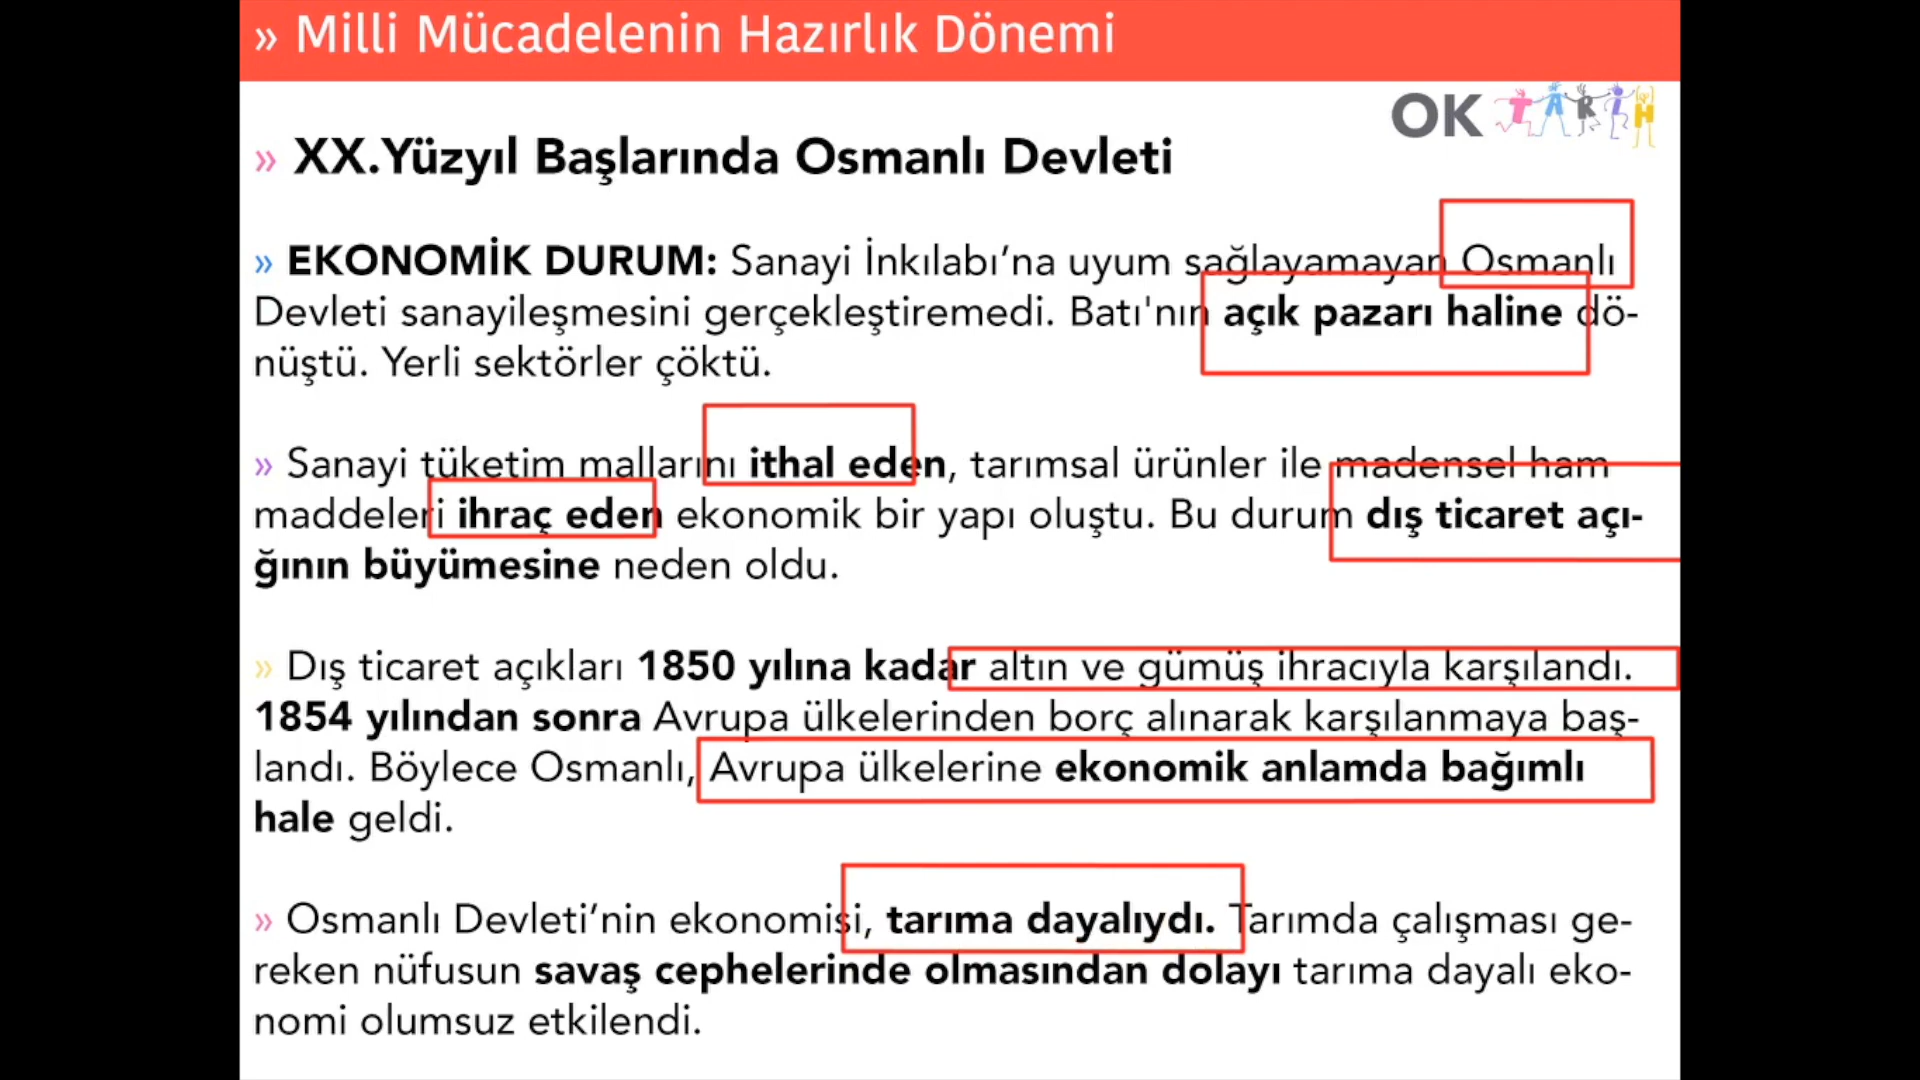 » Milli Mücadelenin Hazırlık Dönemi
OK TARİH
» XX.Yüzyıl Başlarında Osmanlı Devleti
» EKONOMİK DURUM: Sanayi İnkılabı’na uyum sağlayamayan Osmanlı
Devleti sanayileşmesini gerçekleştiremedi. Batı'nın açık pazarı haline dö-
nüştü. Yerli sektörler çöktü.
» Sanayi tüketim mallarını ithal eden, tarımsal ürünler ile madensel ham
maddeleri ihraç eden ekonomik bir yapı oluştu. Bu durum dış ticaret açı-
ğının büyümesine neden oldu.
» Dış ticaret açıkları 1850 yılına kadar altın ve gümüş ihracıyla karşılandı.
1854 yılından sonra Avrupa ülkelerinden borç alınarak karşılanmaya baş-
landı. Böylece Osmanlı, Avrupa ülkelerine ekonomik anlamda bağımlı
hale geldi.
» Osmanlı Devleti’nin ekonomisi, tarıma dayalıydı. Tarımda çalışması ge-
reken nüfusun savaş cephelerinde olmasından dolayı tarıma dayalı eko-
nomi olumsuz etkilendi.